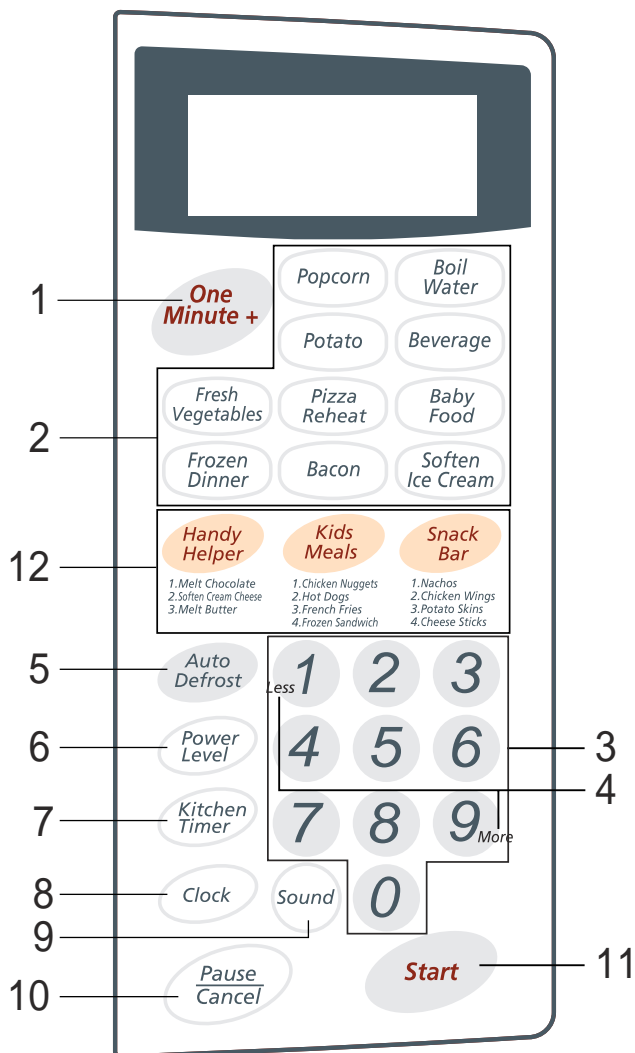 Popcorn
Boil
Water
1
One
Minute +
Potato
Beverage
Fresh
Vegetables
Pizza
Reheat
Baby
Food
2
Frozen
Dinner
Bacon
Soften
Ice Cream
12
Handy
Helper
1.Melt Chocolate
2.Soften Cream Cheese
3.Melt Butter
Kids
Meals
1.Chicken Nuggets
2.Hot Dogs
3.French Fries
4.Frozen Sandwich
Snack
Bar
1.Nachos
2.Chicken Wings
3.Potato Skins
4.Cheese Sticks
5
Auto
Defrost
Less
1
2
3
6
Power
Level
4
5
6
3
4
7
Kitchen
Timer
7
8
9
More
8
Clock
Sound
0
9
10
Pause
Cancel
Start
11